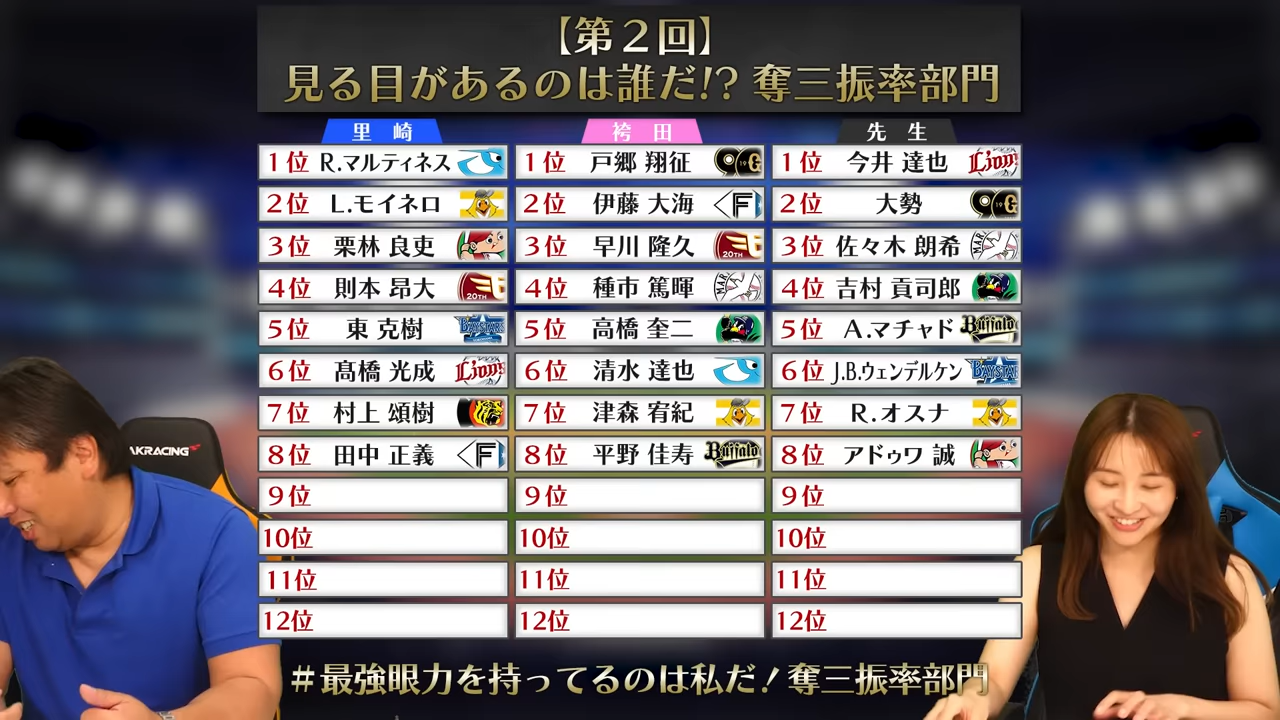 【第2回】
見る目があるのは誰だ!? 奪三振率部門
里崎 袴田 先生
1位 R.マルティネス 1位 戸郷 翔征 1位 今井 達也 Lions
2位 L.モイネロ 2位 伊藤 大海 F 2位 大勢
3位 栗林 良吏 3位 早川 隆久 20TH 3位 佐々木 朗希
4位 則本 昂大 20TH 4位 種市 篤暉 4位 吉村 貢司郎
5位 東 克樹 BAYSTARS 5位 高橋 奎二 5位 A.マチャド Buffalo
6位 髙橋 光成 Lions 6位 清水 達也 6位 J.B.ウェンデルケン BAYSTAR
7位 村上 頌樹 7位 津森 宥紀 7位 R.オスナ
8位 田中 正義 F 8位 平野 佳寿 Buffalo 8位 アドゥワ 誠
9位 9位 9位
10位 10位 10位
11位 11位 11位
12位 12位 12位
#最強眼力を持ってるのは私だ!奪三振率部門
AKRACING